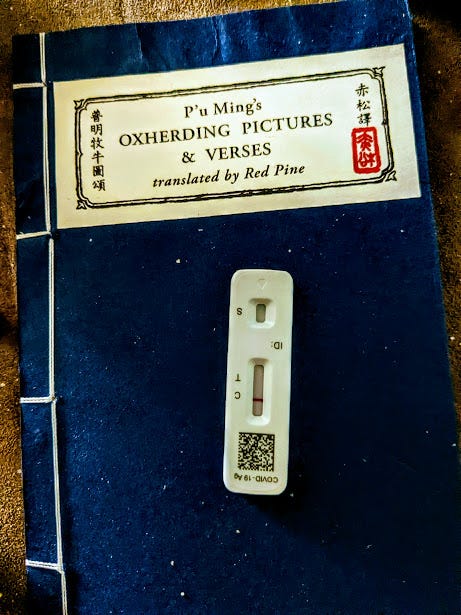 P'u Ming's
OXHERDING PICTURES
& VERSES
translated by Red Pine
赤松譯
普明牧牛圖頌
S
ID:
T
C
COVID-19 Ag